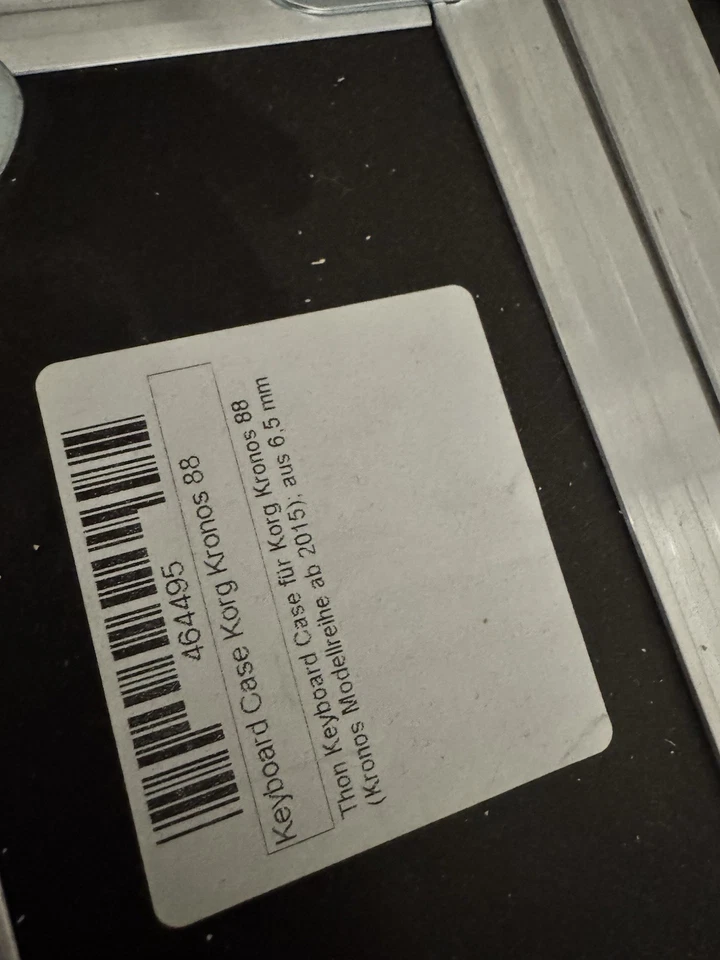 464495
Keyboard Case Korg Kronos 88
Thon Keyboard Case für Korg Kronos 88
(Kronos Modellreihe ab 2015); aus 6,5 mm